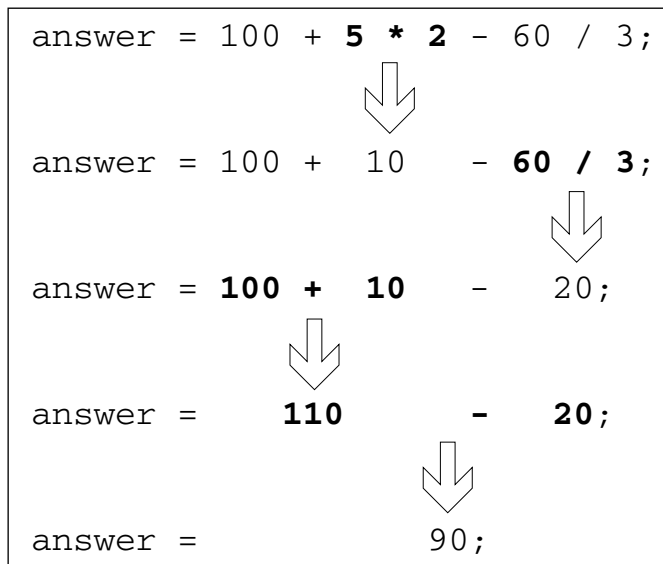 answer = 100 + 5 * 2 - 60 / 3;
answer = 100 + 10 - 60 / 3;
answer = 100 + 10 - 20;
answer = 110 - 20;
answer = 90;